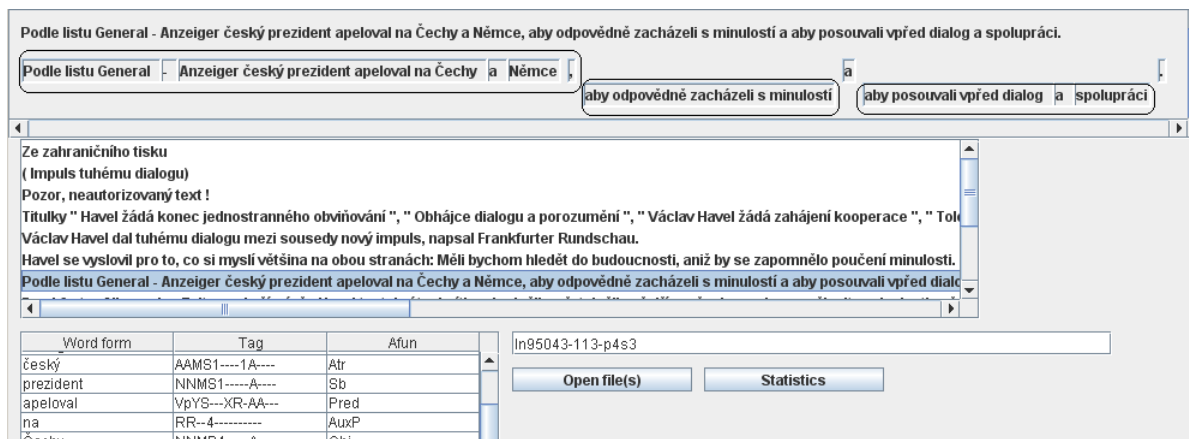 Podle listu General - Anzeiger český prezident apeloval na Čechy a Němce, aby odpovědně zacházeli s minulostí a aby posouvali vpřed dialog a spolupráci.
Podle listu General - Anzeiger český prezident apeloval na Čechy a Němce , a .
aby odpovědně zacházeli s minulostí aby posouvali vpřed dialog a spolupráci
Ze zahraničního tisku
( Impuls tuhému dialogu)
Pozor, neautorizovaný text !
Titulky " Havel žádá konec jednostranného obviňování ", " Obhájce dialogu a porozumění ", " Václav Havel žádá zahájení kooperace ", " Tole
Václav Havel dal tuhému dialogu mezi sousedy nový impuls, napsal Frankfurter Rundschau.
Havel se vyslovil pro to, co si myslí většina na obou stranách: Měli bychom hledět do budoucnosti, aniž by se zapomnělo poučení minulosti.
Podle listu General - Anzeiger český prezident apeloval na Čechy a Němce, aby odpovědně zacházeli s minulostí a aby posouvali vpřed dialo
Word form Tag Afun
český AAMS1----1A---- Atr
prezident NNMS1-----A---- Sb
apeloval VpYS---XR-AA--- Pred
na RR--4---------- AuxP
ln95043-113-p4s3
Open file(s) Statistics